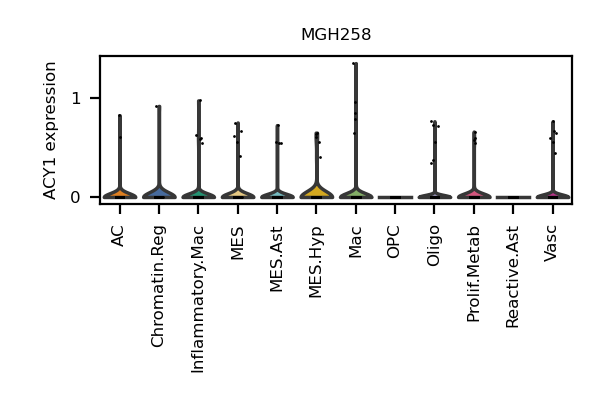 MGH258
ACY1 expression
1
0
AC
Chromatin.Reg
Inflammatory.Mac
MES
MES.Ast
MES.Hyp
Mac
OPC
Oligo
Prolif.Metab
Reactive.Ast
Vasc